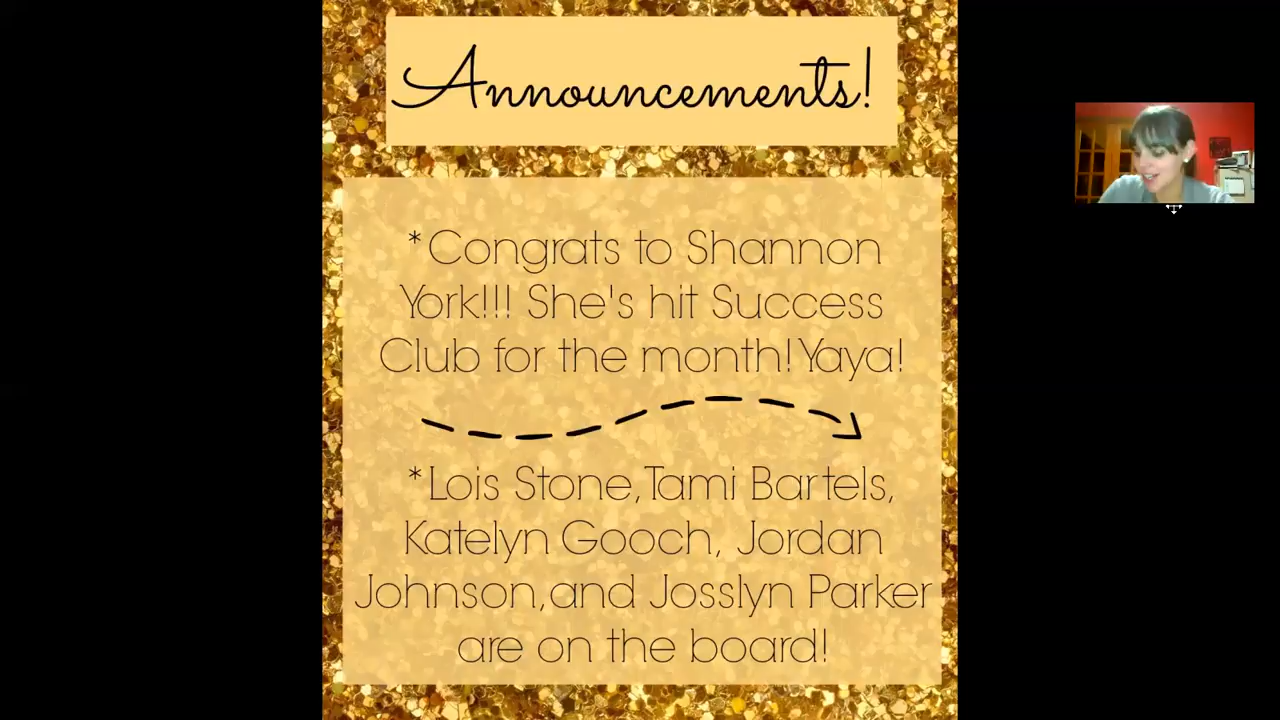 Announcements!
*Congrats to Shannon
York!!! She's hit Success
Club for the month! Yaya!
*Lois Stone, Tami Bartels,
Katelyn Gooch, Jordan
Johnson, and Josslyn Parker
are on the board!